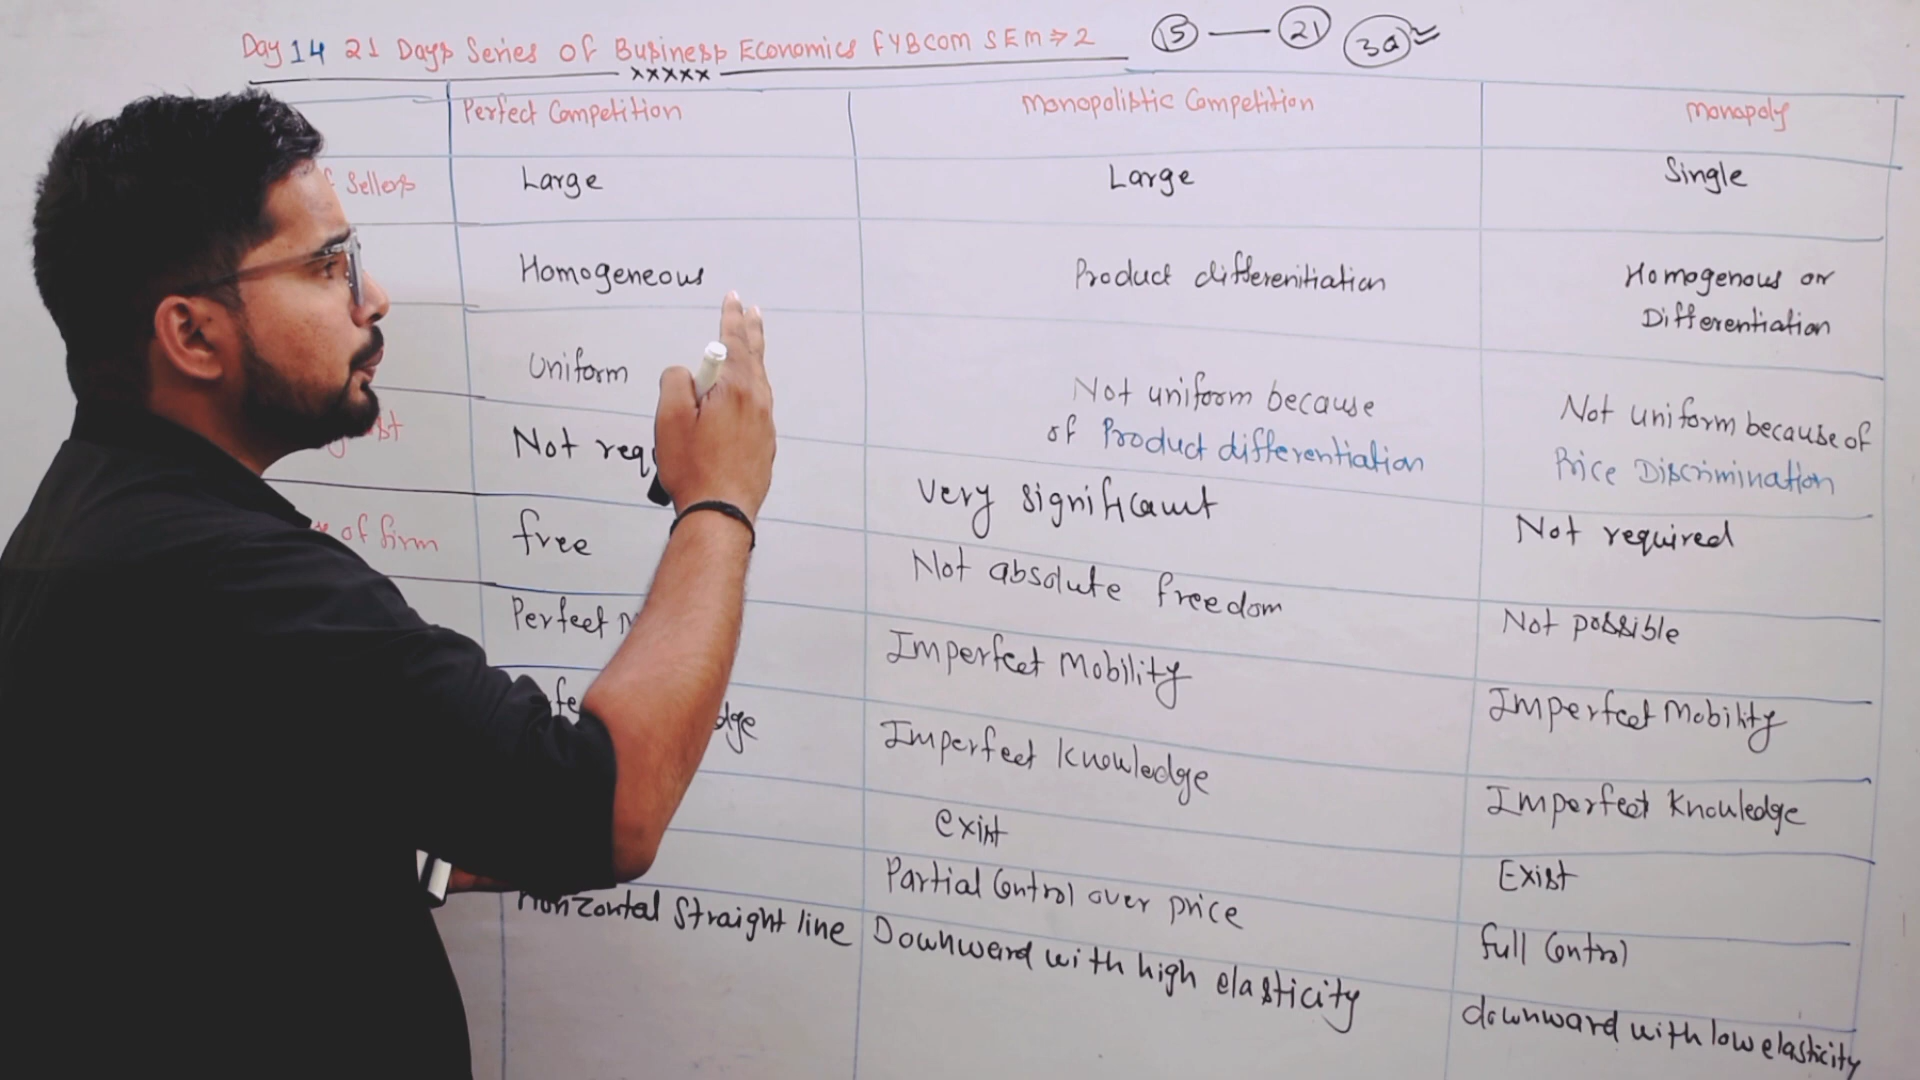 Day 14 21 Days Series of Business Economics FYBCOM SEM⇒2 15 — 21 30
xxxxx
Perfect Competition Monopolistic Competition Monopoly
f Sellers Large Large Single
Homogeneous Product differenitiation Homogenous or
Differentiation
Uniform Not uniform because
of Product differentiation
Not uniform because of
Price Discrimination
Not req Very significant Not required
of firm free Not absolute freedom Not possible
Perfect Imperfect Mobility Imperfect Mobility
Imperfect Knowledge Imperfect Knowledge
exist Exist
Partial Control over price full Control
Horizontal Straight line Downward with high elasticity downward with low elasticity